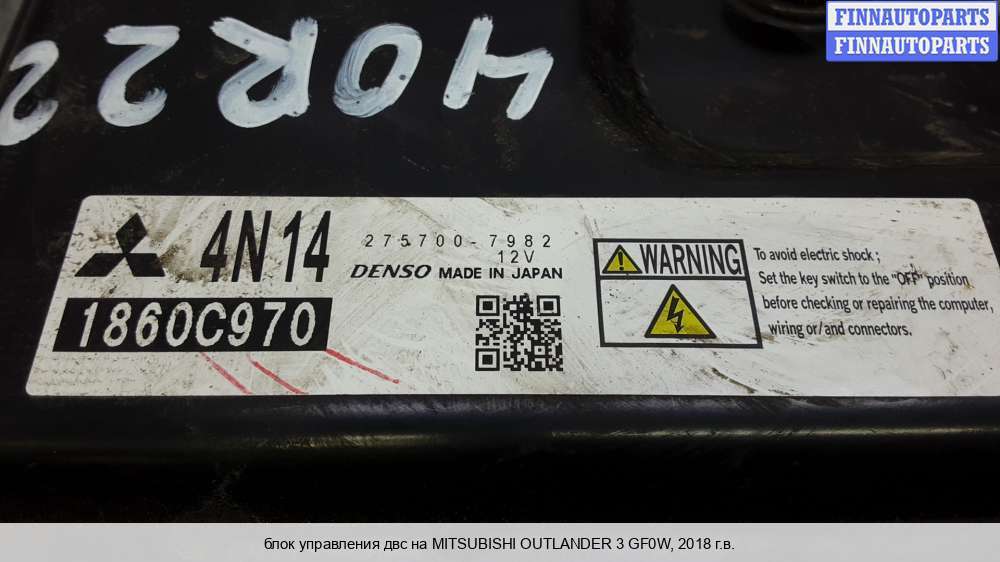 FINNAUTOPARTS
FINNAUTOPARTS
40R22
4N14
1860C970
275700-7982
12V
DENSO MADE IN JAPAN
WARNING
To avoid electric shock ;
Set the key switch to the "OFF" position
before checking or repairing the computer,
wiring or/and connectors.
блок управления двс на MITSUBISHI OUTLANDER 3 GF0W, 2018 г.в.